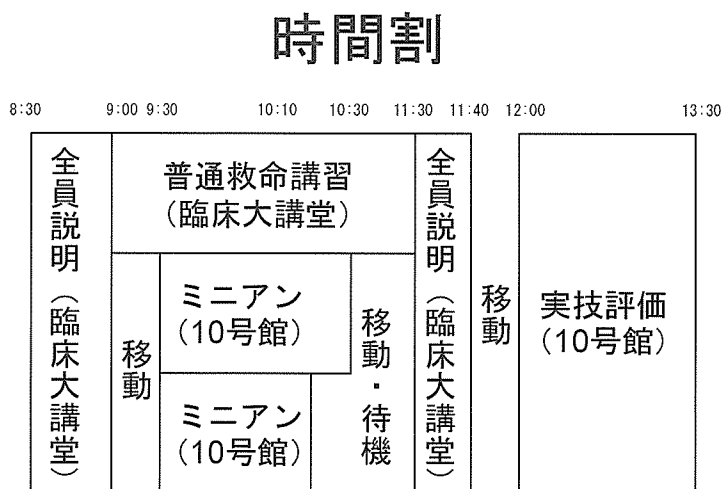 時間割
8:30 9:00 9:30 10:10 10:30 11:30 11:40 12:00 13:30
全員説明（臨床大講堂）
普通救命講習
（臨床大講堂）
移動
ミニアン
（10号館）
ミニアン
（10号館）
移動・待機
全員説明（臨床大講堂）
移動
実技評価
（10号館）